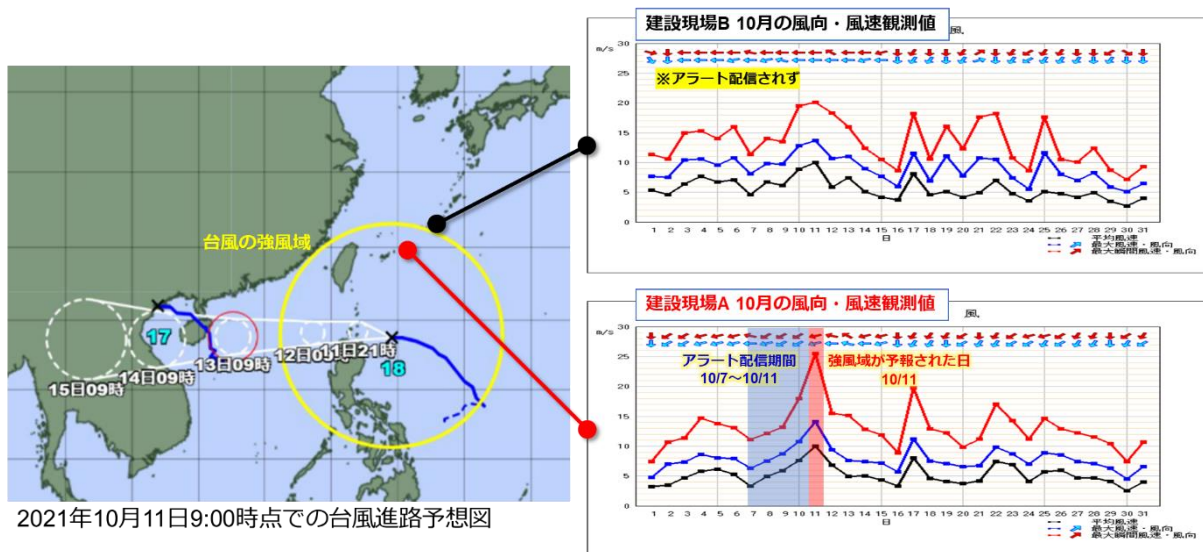 台風の強風域
17
18
15日09時
14日09時
13日09時
11日21時
2021年10月11日9:00時点での台風進路予想図
建設現場B 10月の風向・風速観測値
風.
m/s
※アラート配信されず
30
25
20
15
10
5
0
1 2 3 4 5 6 7 8 9 10 11 12 13 14 15 16 17 18 19 20 21 22 23 24 25 26 27 28 29 30 31
日
平均風速
最大風速・風向
最大瞬間風速・風向
建設現場A 10月の風向・風速観測値
風.
m/s
アラート配信期間
10/7～10/11
強風域が予報された日
10/11
30
25
20
15
10
5
0
1 2 3 4 5 6 7 8 9 10 11 12 13 14 15 16 17 18 19 20 21 22 23 24 25 26 27 28 29 30 31
日
平均風速
最大風速・風向
最大瞬間風速・風向